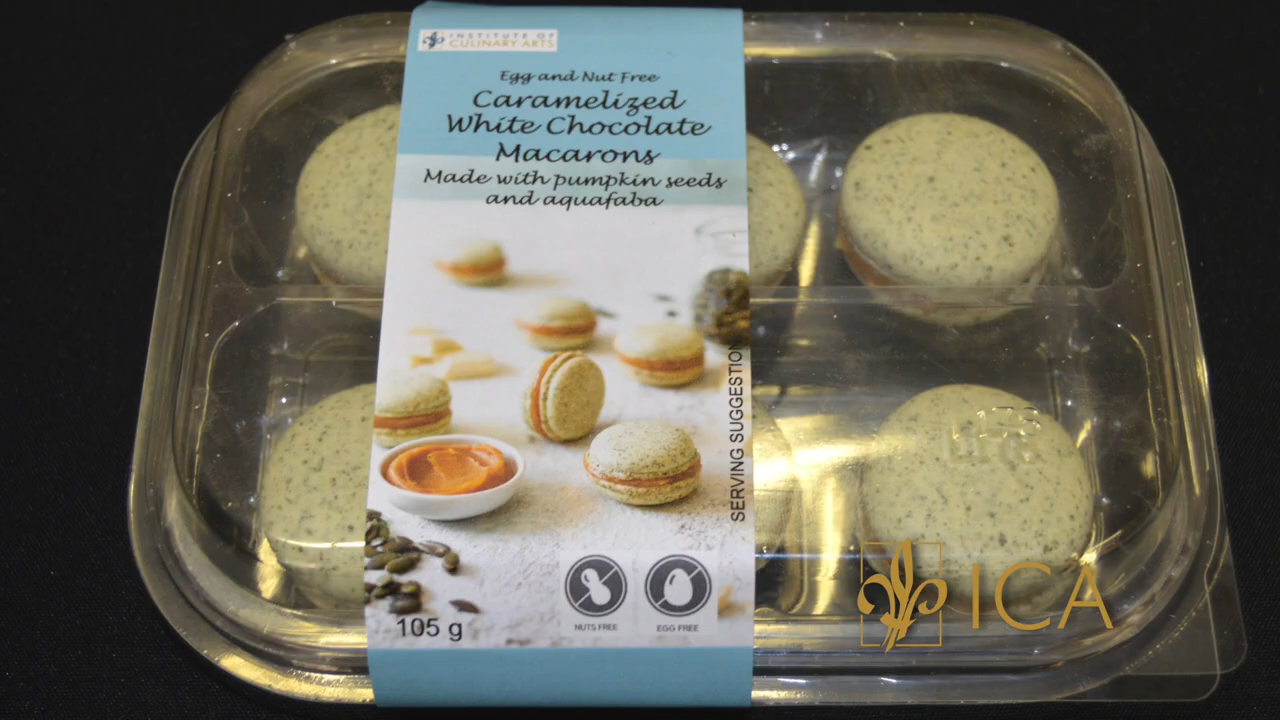 INSTITUTE OF
CULINARY ARTS
Egg and Nut Free
Caramelized
White Chocolate
Macarons
Made with pumpkin seeds
and aquafaba
SERVING SUGGESTION
NUTS FREE
EGG FREE
105 g
ICA